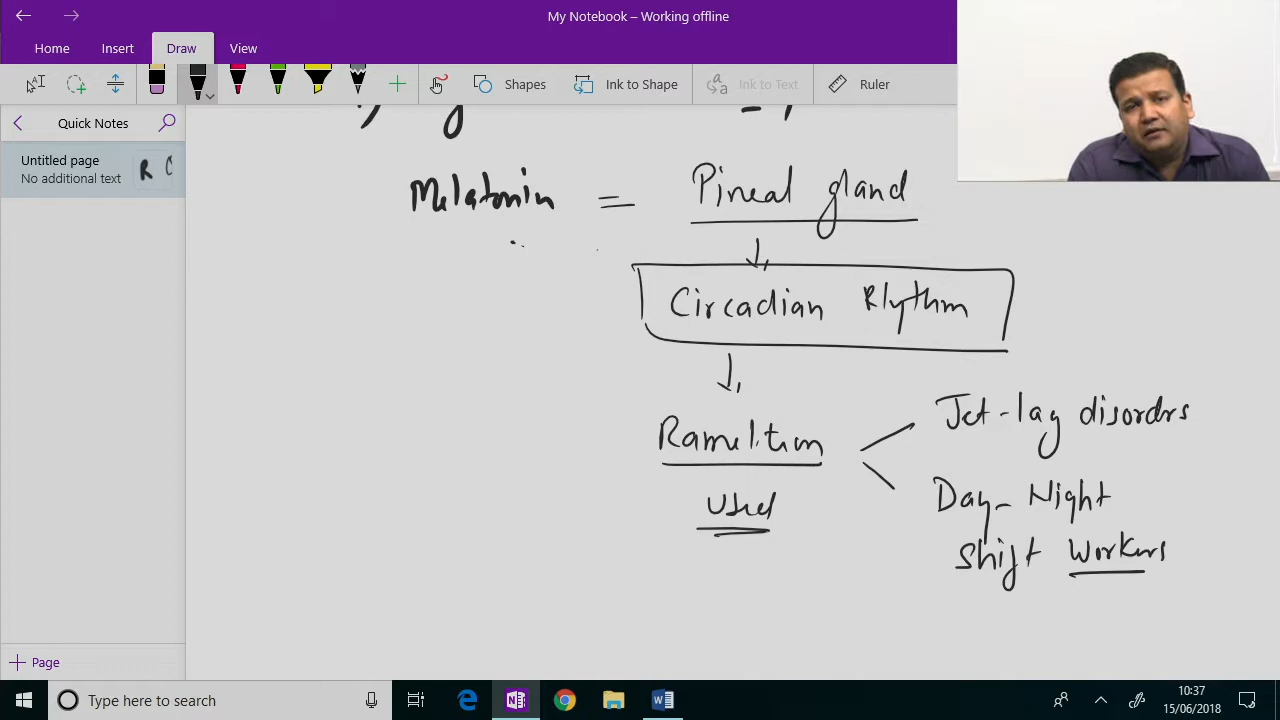 My Notebook – Working offline
Home Insert Draw View
Shapes Ink to Shape Ink to Text Ruler
Quick Notes
Untitled page
No additional text
Melatonin = Pineal gland
Circadian Rhythm
Jet-lag disordrs
Rameltion
Day- Night
Used
Shift Workers
Page
Type here to search
10:37
15/06/2018